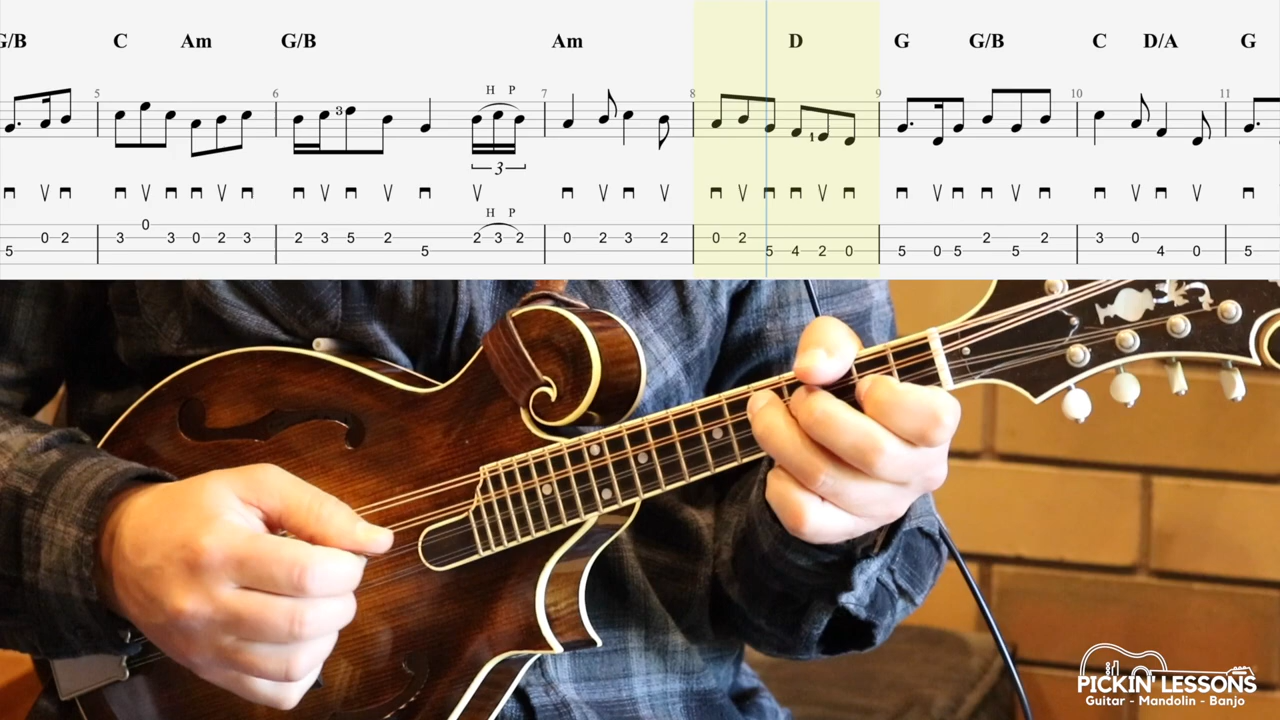 G/B C Am G/B Am D G G/B C D/A G
H P
5 6 3 7 8 1 9 10 11
3
H P
0
0 2 3 3 0 2 3 2 3 5 2 2 3 2 0 2 3 2 0 2 2 2 3 0
5 5 5 4 2 0 5 0 5 5 4 0 5
PICKIN' LESSONS
Guitar - Mandolin - Banjo